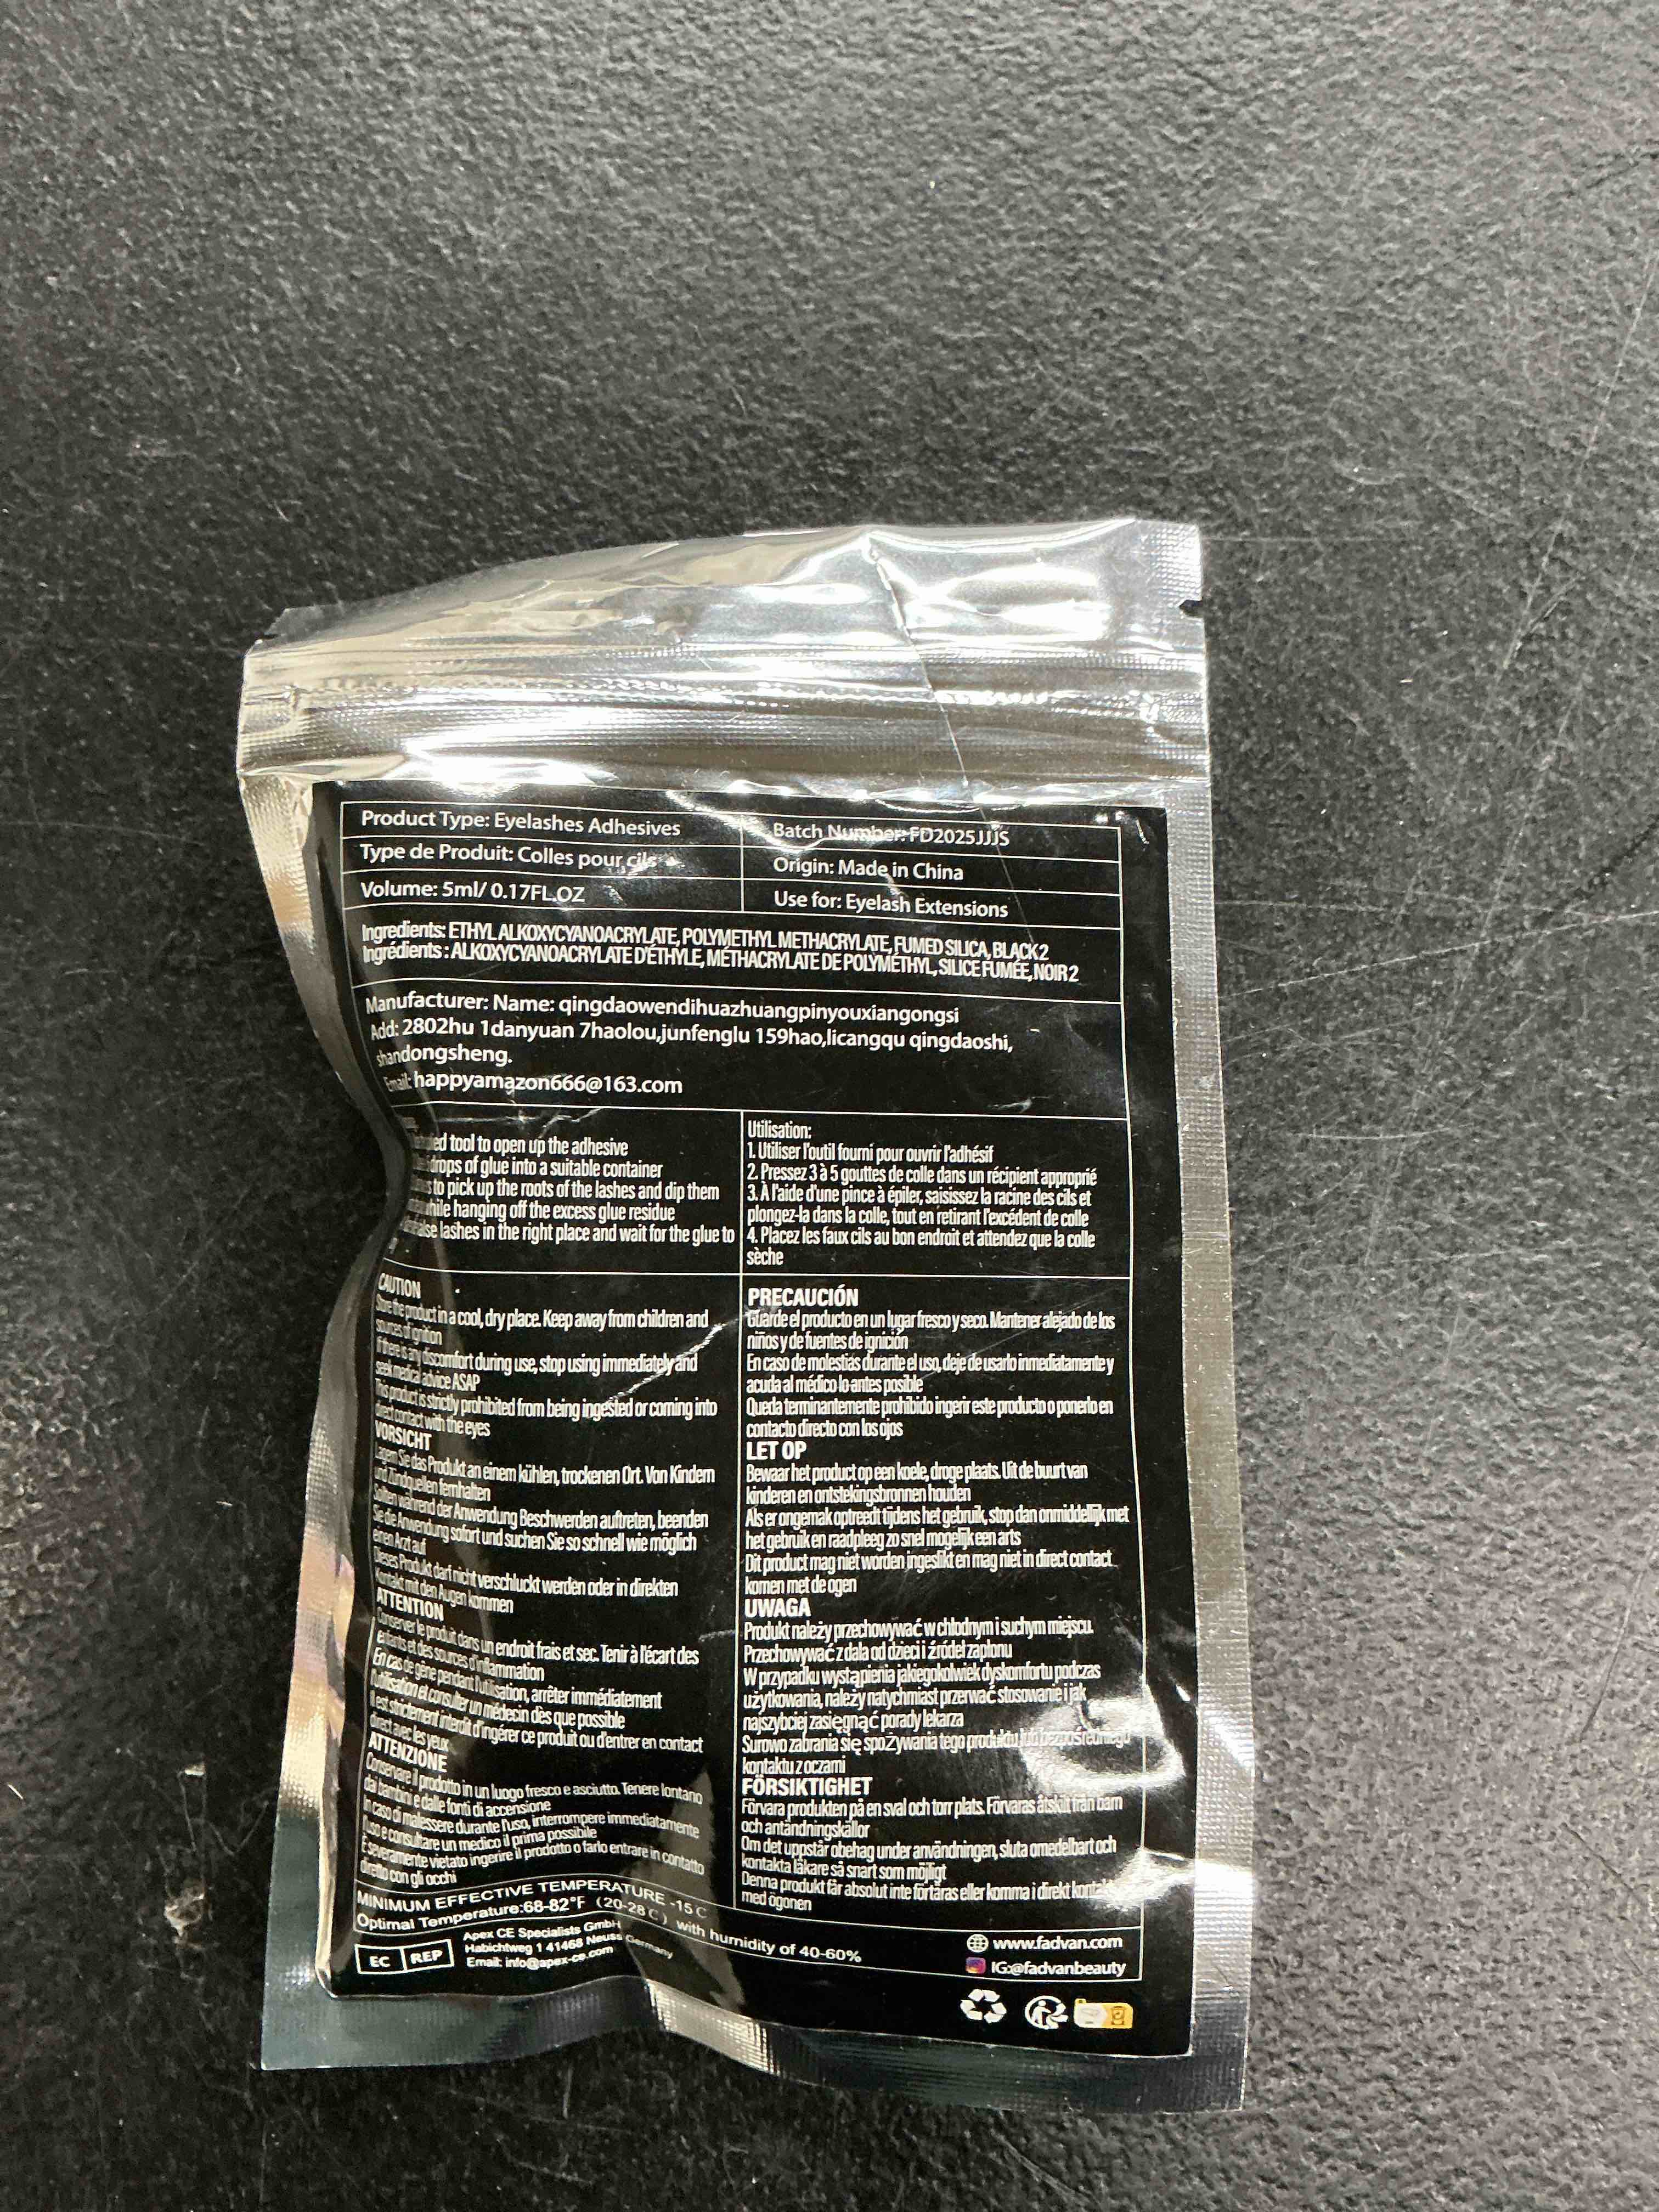 Product Type: Eyelashes Adhesives
Batch Number: FD2025JJJS
Type de Produit: Colles pour cils
Origin: Made in China
Volume: 5ml/ 0.17FL.OZ
Use for: Eyelash Extensions
Ingredients: ETHYL ALKOXYCYANOACRYLATE, POLYMETHYL METHACRYLATE, FUMED SILICA, BLACK 2
Ingrédients : ALKOXYCYANOACRYLATE D'ÉTHYLE, MÉTHACRYLATE DE POLYMÉTHYL, SILICE FUMÉE, NOIR 2
Manufacturer: Name: qingdaowendihuazhuangpinyouxiangongsi
Add: 2802hu 1danyuan 7haolou,junfenglu 159hao,licangqu qingdaoshi,
shandongsheng.
Email: happyamazon666@163.com
tool to open up the adhesive
drops of glue into a suitable container
to pick up the roots of the lashes and dip them
while hanging off the excess glue residue
lashes in the right place and wait for the glue to
Utilisation:
1. Utiliser l'outil fourni pour ouvrir l'adhésif
2. Pressez 3 à 5 gouttes de colle dans un récipient approprié
3. À l'aide d'une pince à épiler, saisissez la racine des cils et
plongez-la dans la colle, tout en retirant l'excédent de colle
4. Placez les faux cils au bon endroit et attendez que la colle
sèche
CAUTION
Store the product in a cool, dry place. Keep away from children and
sources of ignition
If there is any discomfort during use, stop using immediately and
seek medical advice ASAP
This product is strictly prohibited from being ingested or coming into
direct contact with the eyes
VORSICHT
Lagern Sie das Produkt an einem kühlen, trockenen Ort. Von Kindern
und Zündquellen fernhalten
Sollten während der Anwendung Beschwerden auftreten, beenden
Sie die Anwendung sofort und suchen Sie so schnell wie möglich
einen Arzt auf
Dieses Produkt darf nicht verschluckt werden oder in direkten
Kontakt mit den Augen kommen
ATTENTION
Conserver le produit dans un endroit frais et sec. Tenir à l'écart des
enfants et des sources d'inflammation
En cas de gêne pendant l'utilisation, arrêter immédiatement
l'utilisation et consulter un médecin dès que possible
Il est strictement interdit d'ingérer ce produit ou d'entrer en contact
direct avec les yeux
ATTENZIONE
Conservare il prodotto in un luogo fresco e asciutto. Tenere lontano
dai bambini e dalle fonti di accensione
In caso di malessere durante l'uso, interrompere immediatamente
l'uso e consultare un medico il prima possibile
È severamente vietato ingerire il prodotto o farlo entrare in contatto
diretto con gli occhi
PRECAUCIÓN
Guarde el producto en un lugar fresco y seco. Mantener alejado de los
niños y de fuentes de ignición
En caso de molestias durante el uso, deje de usarlo inmediatamente y
acuda al médico lo antes posible
Queda terminantemente prohibido ingerir este producto o ponerlo en
contacto directo con los ojos
LET OP
Bewaar het product op een koele, droge plaats. Uit de buurt van
kinderen en ontstekingsbronnen houden
Als er ongemak optreedt tijdens het gebruik, stop dan onmiddellijk met
het gebruik en raadpleeg zo snel mogelijk een arts
Dit product mag niet worden ingeslikt en mag niet in direct contact
komen met de ogen
UWAGA
Produkt należy przechowywać w chłodnym i suchym miejscu.
Przechowywać z dala od dzieci i źródeł zapłonu
W przypadku wystąpienia jakiegokolwiek dyskomfortu podczas
użytkowania, należy natychmiast przerwać stosowanie i jak
najszybciej zasięgnąć porady lekarza
Surowo zabrania się spożywania tego produktu lub bezpośredniego
kontaktu z oczami
FÖRSIKTIGHET
Förvara produkten på en sval och torr plats. Förvaras åtskilt från barn
och antändningskällor
Om det uppstår obehag under användningen, sluta omedelbart och
kontakta läkare så snart som möjligt
Denna produkt får absolut inte förtäras eller komma i direkt kontakt
med ögonen
MINIMUM EFFECTIVE TEMPERATURE -15 C
Optimal Temperature:68-82°F (20-28 C) with humidity of 40-60%
EC REP
Apex CE Specialists GmbH
Habichtweg 1 41468 Neuss Germany
Email: info@apex-ce.com
www.fadvan.com
IG:@fadvanbeauty